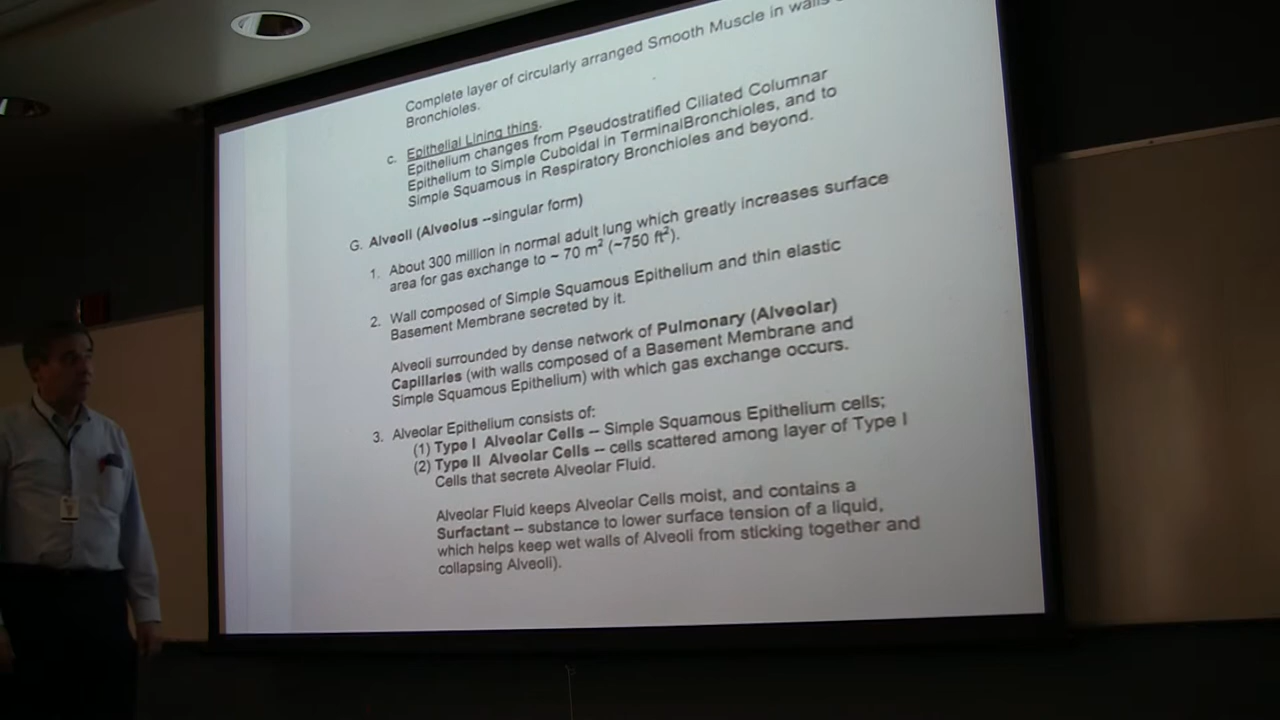 Complete layer of circularly arranged Smooth Muscle in walls
Bronchioles.
c. Epithelial Lining thins.
Epithelium changes from Pseudostratified Ciliated Columnar
Epithelium to Simple Cuboidal in TerminalBronchioles, and to
Simple Squamous in Respiratory Bronchioles and beyond.
G. Alveoli (Alveolus --singular form)
1. About 300 million in normal adult lung which greatly increases surface
area for gas exchange to ~ 70 m² (~750 ft²).
2. Wall composed of Simple Squamous Epithelium and thin elastic
Basement Membrane secreted by it.
Alveoli surrounded by dense network of Pulmonary (Alveolar)
Capillaries (with walls composed of a Basement Membrane and
Simple Squamous Epithelium) with which gas exchange occurs.
3. Alveolar Epithelium consists of:
(1) Type I Alveolar Cells -- Simple Squamous Epithelium cells;
(2) Type II Alveolar Cells -- cells scattered among layer of Type I
Cells that secrete Alveolar Fluid.
Alveolar Fluid keeps Alveolar Cells moist, and contains a
Surfactant -- substance to lower surface tension of a liquid,
which helps keep wet walls of Alveoli from sticking together and
collapsing Alveoli).